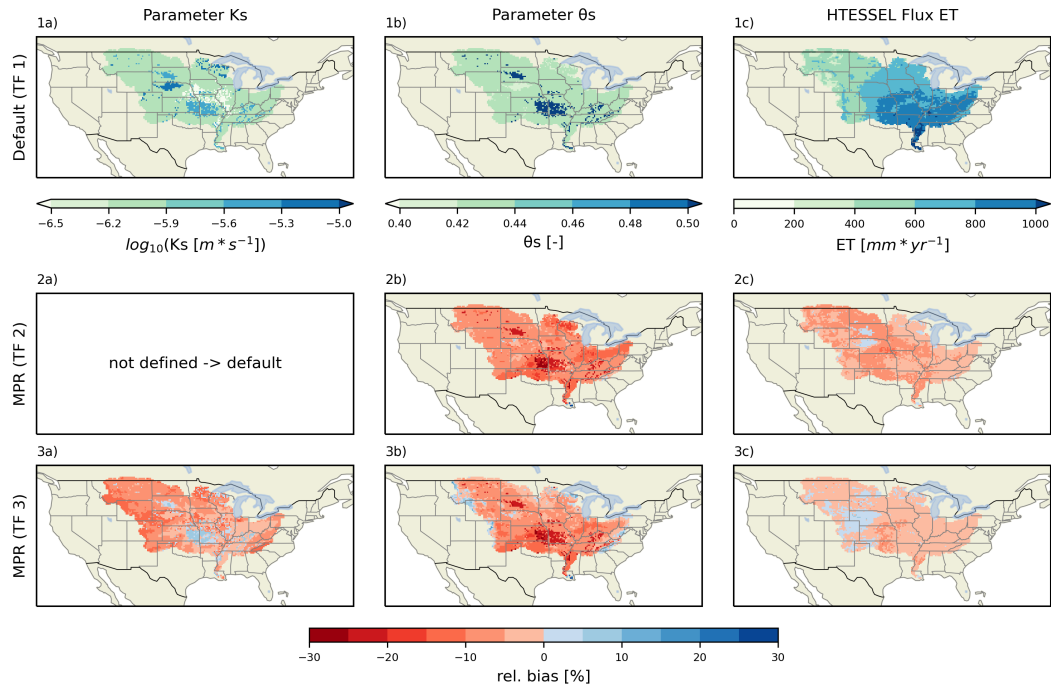 Parameter Ks
Parameter θs
HTESSEL Flux ET
1a)
1b)
1c)
Default (TF 1)
−6.5 −6.2 −5.9 −5.6 −5.3 −5.0
log10(Ks [m * s−1])
0.40 0.42 0.44 0.46 0.48 0.50
θs [-]
0 200 400 600 800 1000
ET [mm * yr−1]
2a)
2b)
2c)
MPR (TF 2)
not defined -> default
3a)
3b)
3c)
MPR (TF 3)
−30 −20 −10 0 10 20 30
rel. bias [%]